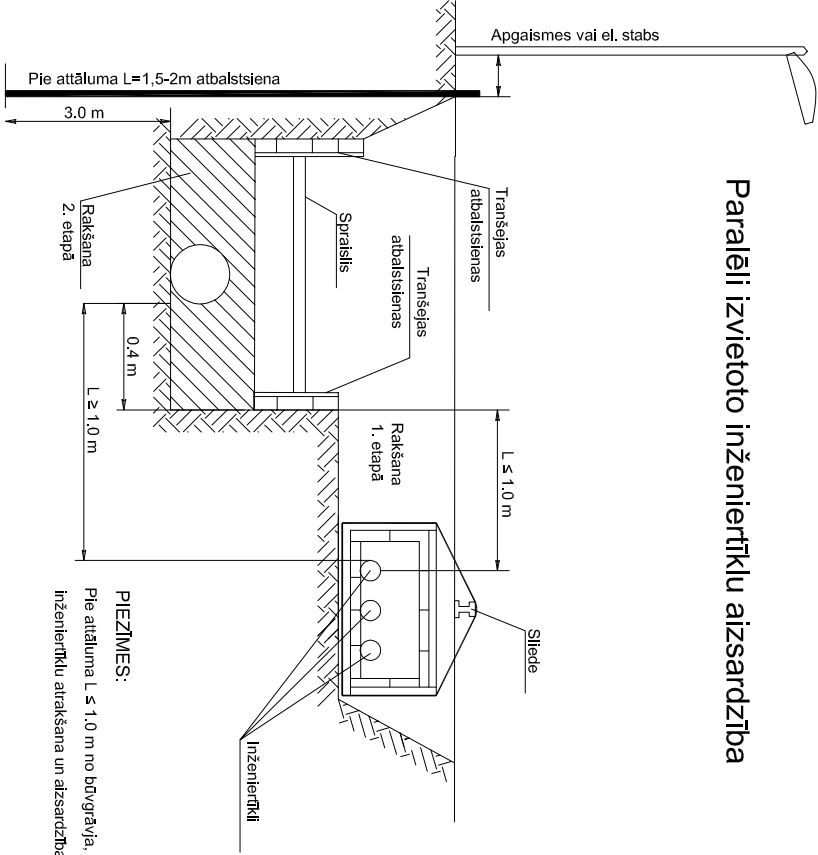 Paralēli izvietoto inženiertīklu aizsardzība
Apgaismes vai el. stabs
Pie attāluma L=1,5-2m atbalstsiena
3.0 m
Tranšejas
atbalstsienas
Spraislis
Tranšejas
atbalstsienas
Rakšana
2. etapā
0.4 m
L ≥ 1.0 m
Rakšana
1. etapā
L ≤ 1.0 m
Sliede
Inženiertīkli
PIEZĪMES:
Pie attāluma L ≤ 1.0 m no būvgrāvja,
inženiertīklu atrakšana un aizsardzība